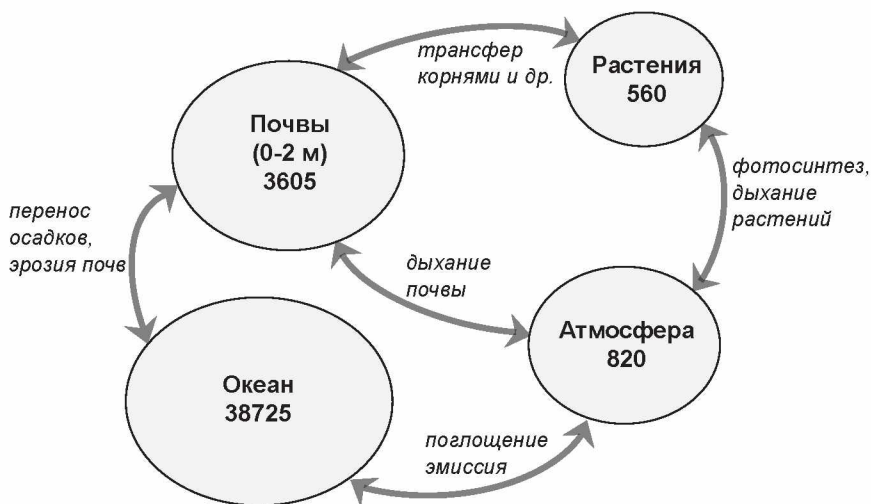 трансфер
корнями и др.
Растения
560
Почвы
(0-2 м)
3605
фотосинтез,
дыхание
растений
перенос
осадков,
эрозия почв
дыхание
почвы
Атмосфера
820
Океан
38725
поглощение
эмиссия